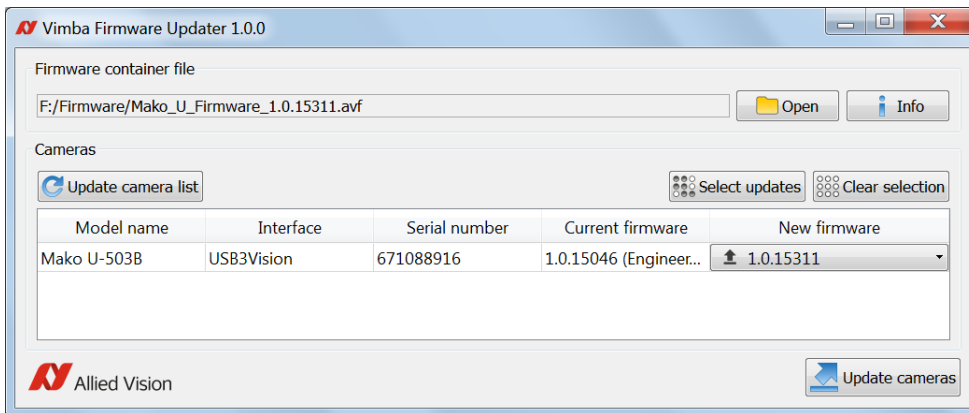 Vimba Firmware Updater 1.0.0
Firmware container file
F:/Firmware/Mako_U_Firmware_1.0.15311.avf
Open
Info
Cameras
Update camera list
Select updates
Clear selection
Model name Interface Serial number Current firmware New firmware
Mako U-503B USB3Vision 671088916 1.0.15046 (Engineer... 1.0.15311
Allied Vision
Update cameras